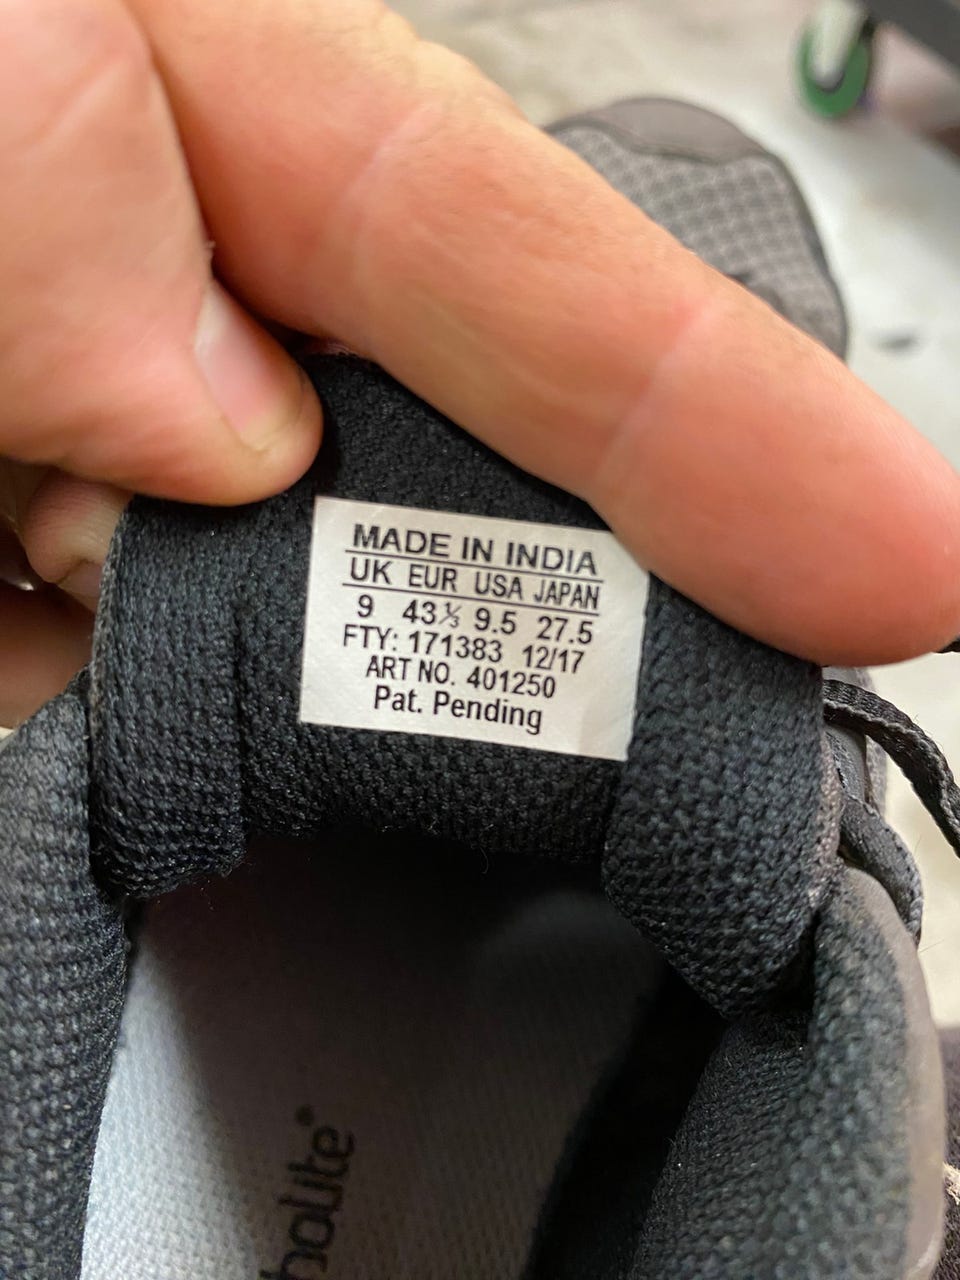 MADE IN INDIA
UK EUR USA JAPAN
9 43⅓ 9.5 27.5
FTY: 171383 12/17
ART NO. 401250
Pat. Pending
holite®